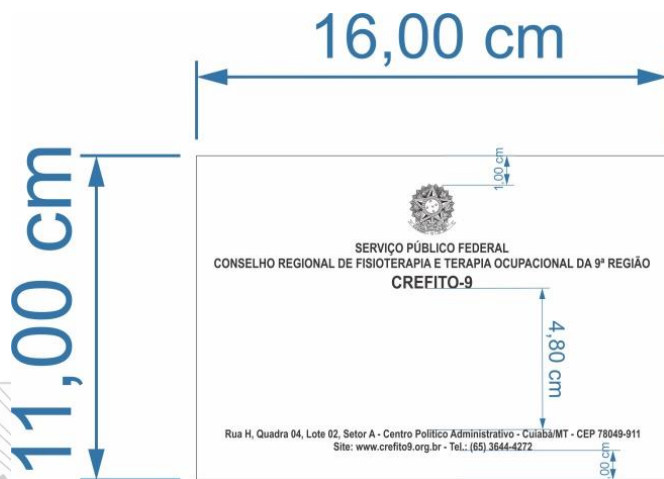 16,00 cm
11,00 cm
1,00 cm
SERVIÇO PÚBLICO FEDERAL
CONSELHO REGIONAL DE FISIOTERAPIA E TERAPIA OCUPACIONAL DA 9ª REGIÃO
CREFITO-9
4,80 cm
Rua H, Quadra 04, Lote 02, Setor A - Centro Político Administrativo - Cuiabá/MT - CEP 78049-911
Site: www.crefito9.org.br - Tel.: (65) 3644-4272
,00 cm